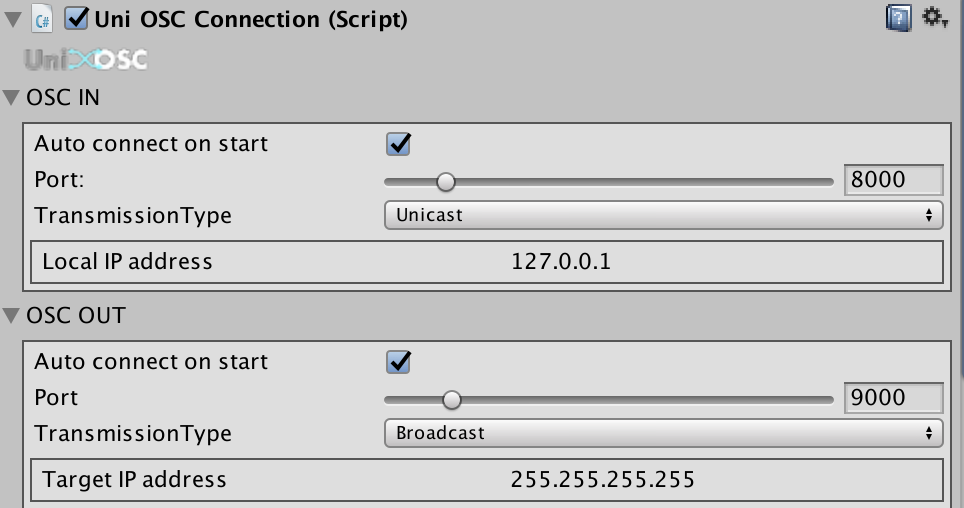 Uni OSC Connection (Script)
UniOSC
OSC IN
Auto connect on start
Port: 8000
TransmissionType Unicast
Local IP address 127.0.0.1
OSC OUT
Auto connect on start
Port 9000
TransmissionType Broadcast
Target IP address 255.255.255.255